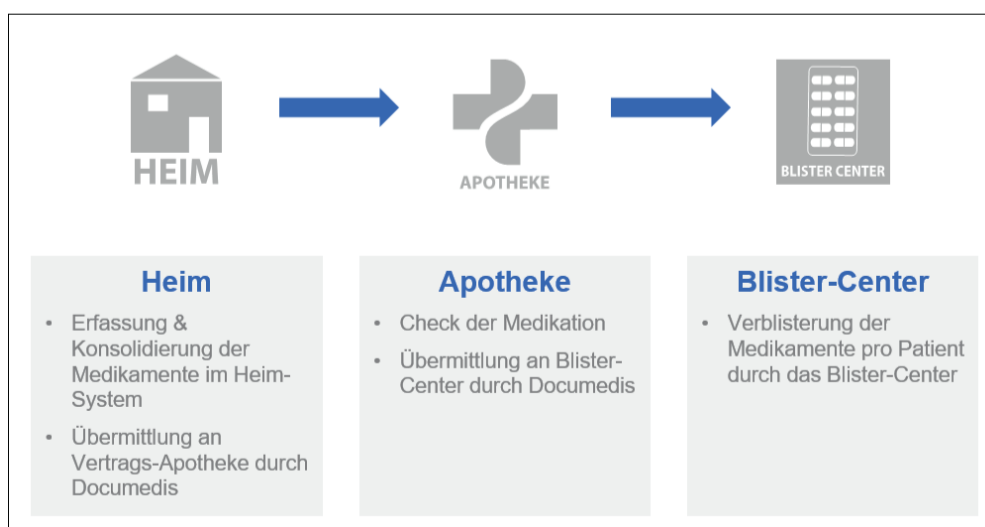 HEIM
APOTHEKE
BLISTER CENTER
Heim
• Erfassung &
Konsolidierung der
Medikamente im Heim-
System
• Übermittlung an
Vertrags-Apotheke durch
Documedis
Apotheke
• Check der Medikation
• Übermittlung an Blister-
Center durch Documedis
Blister-Center
• Verblisterung der
Medikamente pro Patient
durch das Blister-Center